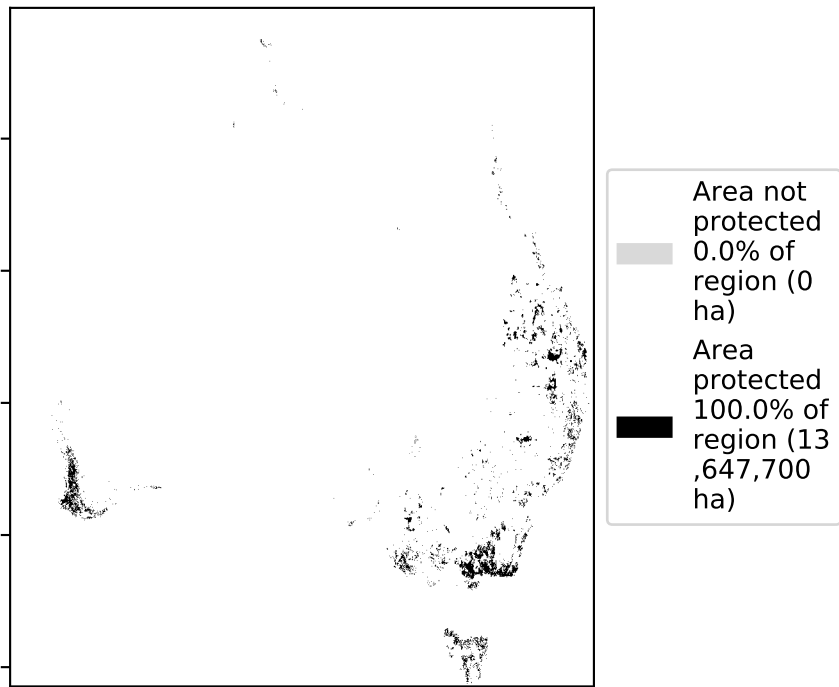 Area not
protected
0.0% of
region (0
ha)
Area
protected
100.0% of
region (13
,647,700
ha)